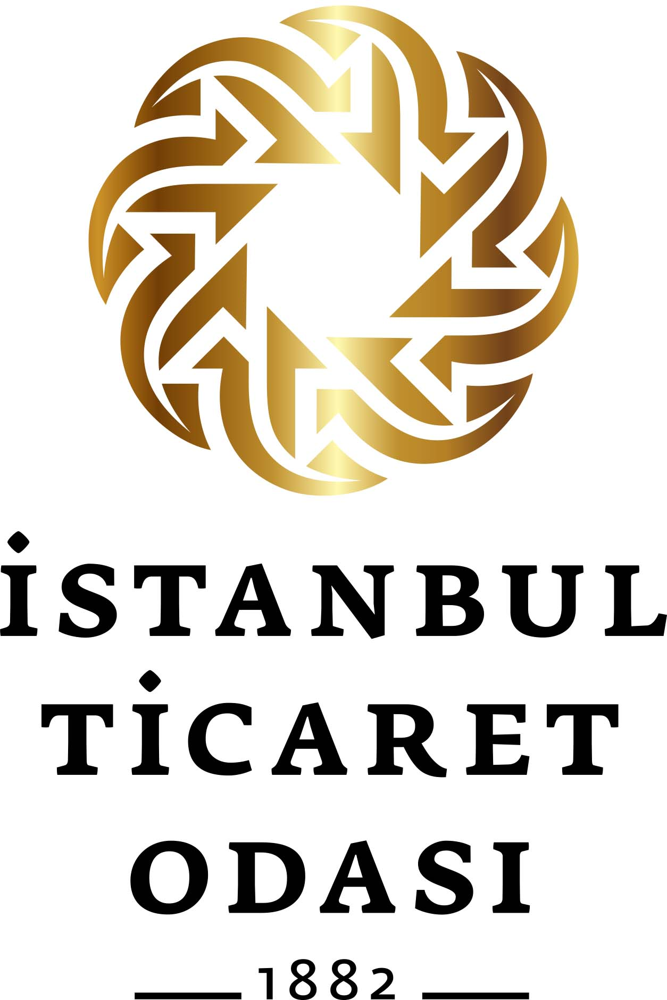 İSTANBUL
TİCARET
ODASI
1882